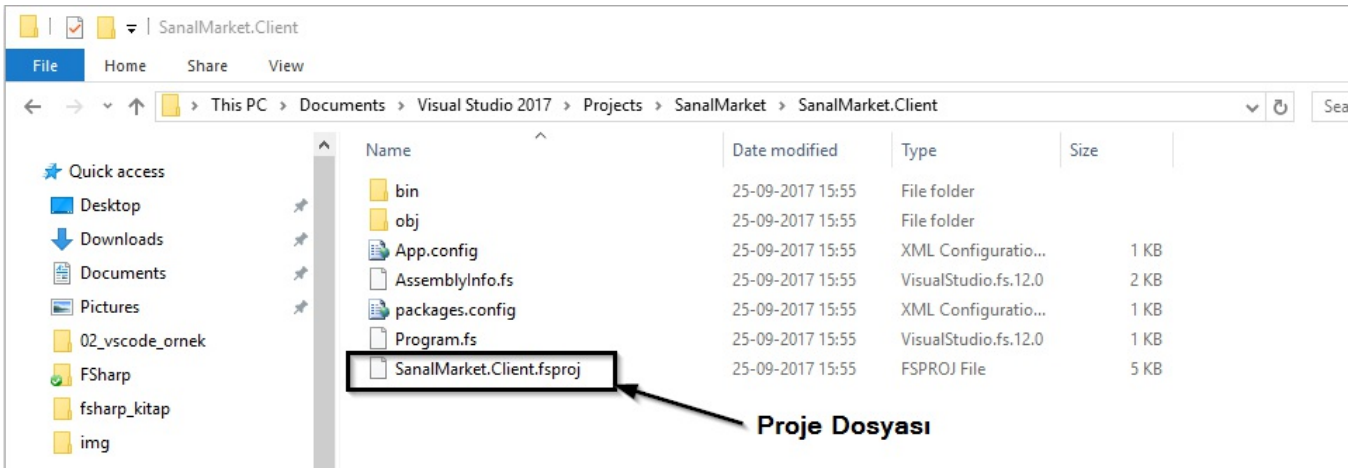 SanalMarket.Client
File Home Share View
This PC > Documents > Visual Studio 2017 > Projects > SanalMarket > SanalMarket.Client
Name Date modified Type Size
Quick access
Desktop
Downloads
Documents
Pictures
02_vscode_ornek
FSharp
fsharp_kitap
img
bin 25-09-2017 15:55 File folder
obj 25-09-2017 15:55 File folder
App.config 25-09-2017 15:55 XML Configuratio... 1 KB
AssemblyInfo.fs 25-09-2017 15:55 VisualStudio.fs.12.0 2 KB
packages.config 25-09-2017 15:55 XML Configuratio... 1 KB
Program.fs 25-09-2017 15:55 VisualStudio.fs.12.0 1 KB
SanalMarket.Client.fsproj 25-09-2017 15:55 FSPROJ File 5 KB
Proje Dosyası